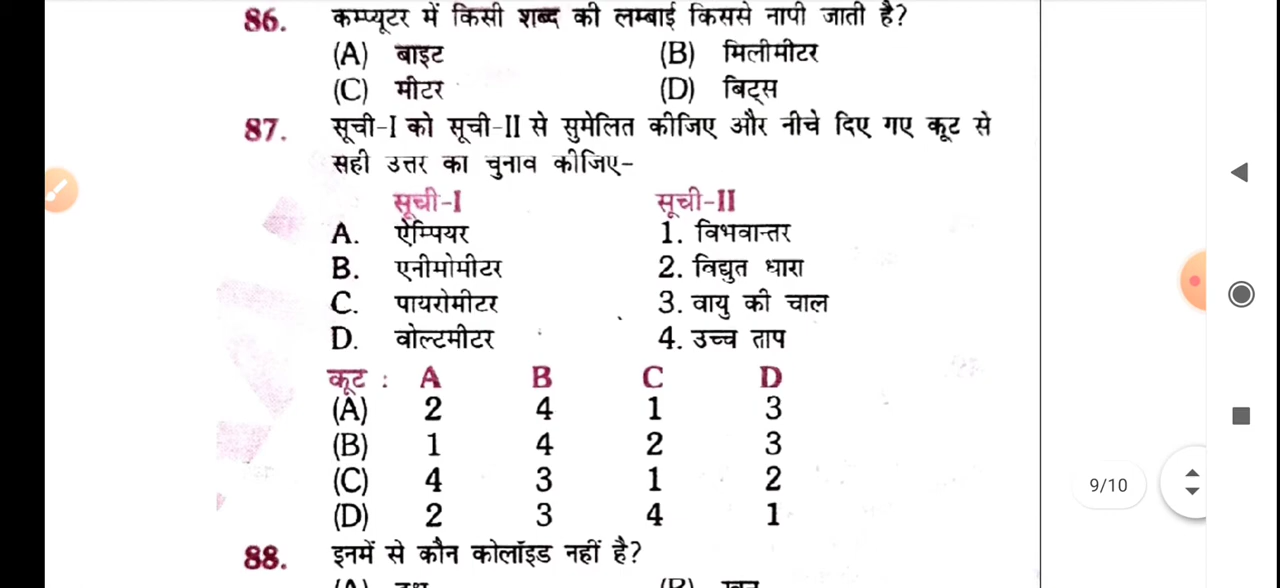 86. कम्प्यूटर में किसी शब्द की लम्बाई किससे नापी जाती है?
(A) बाइट (B) मिलीमीटर
(C) मीटर (D) बिट्स
87. सूची-I को सूची-II से सुमेलित कीजिए और नीचे दिए गए कूट से
सही उत्तर का चुनाव कीजिए-
सूची-I सूची-II
A. ऐम्पियर 1. विभवान्तर
B. एनीमोमीटर 2. विद्युत धारा
C. पायरोमीटर 3. वायु की चाल
D. वोल्टमीटर 4. उच्च ताप
कूट : A B C D
(A) 2 4 1 3
(B) 1 4 2 3
(C) 4 3 1 2
(D) 2 3 4 1
9/10
88. इनमें से कौन कोलॉइड नहीं है?